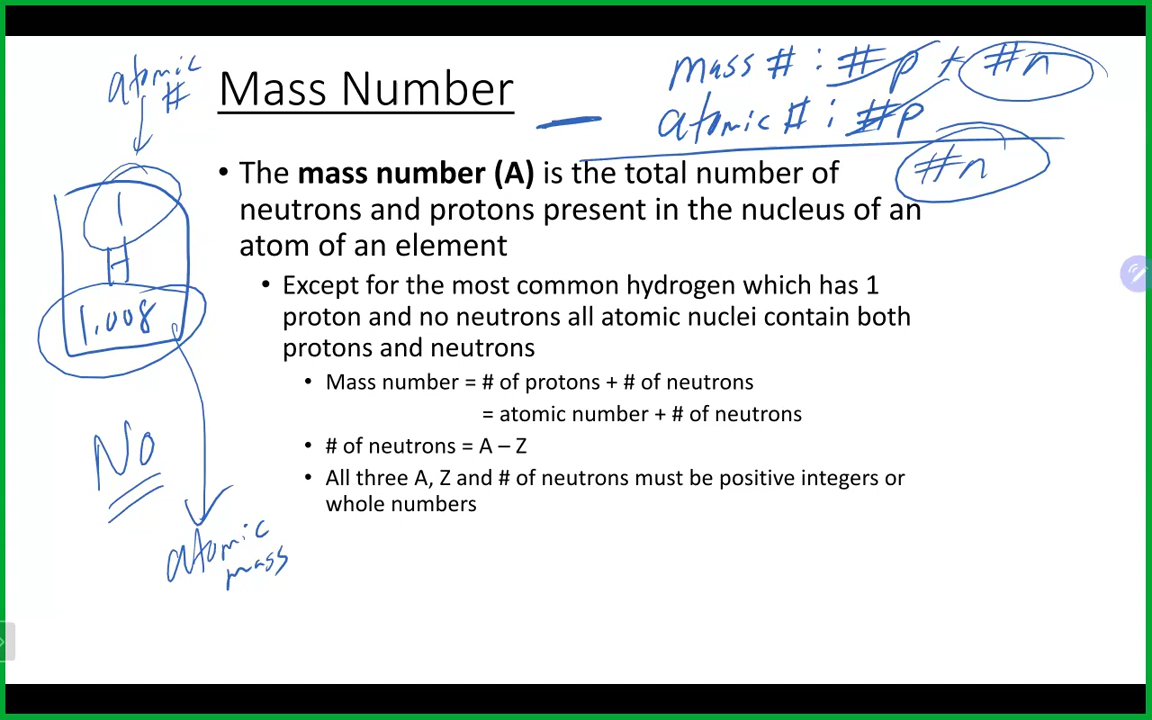 atomic
#
Mass Number
mass # : #p + #n
atomic # : #p
#n
1
H
1.008
No
atomic
mass
• The mass number (A) is the total number of
neutrons and protons present in the nucleus of an
atom of an element
• Except for the most common hydrogen which has 1
proton and no neutrons all atomic nuclei contain both
protons and neutrons
• Mass number = # of protons + # of neutrons
= atomic number + # of neutrons
• # of neutrons = A – Z
• All three A, Z and # of neutrons must be positive integers or
whole numbers